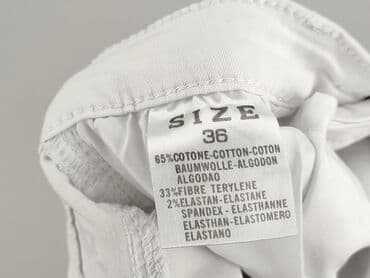 SIZE
36
65%COTONE-COTTON-COTON
BAUMWOLLE-ALGODON
ALGODAO
33%FIBRE TERYLENE
2%ELASTAN-ELASTANE
SPANDEX - ELASTHANNE
ELASTHAN-ELASTOMERO
ELASTANO